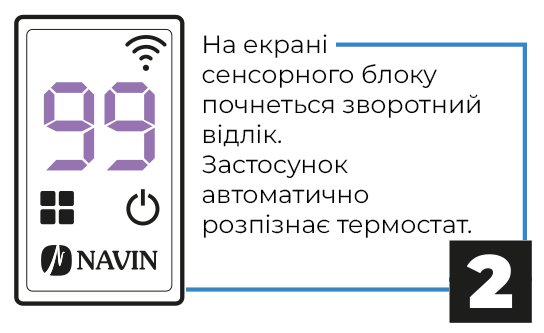 99
NAVIN
На екрані
сенсорного блоку
почнеться зворотний
відлік.
Застосунок
автоматично
розпізнає термостат.
2